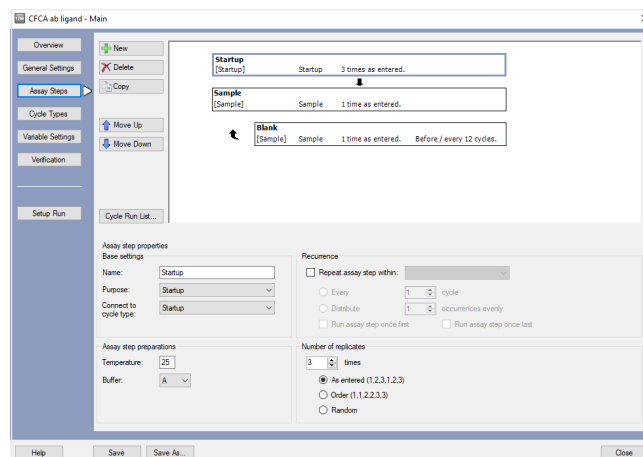 CFCA ab ligand - Main
Overview
General Settings
Assay Steps
Cycle Types
Variable Settings
Verification
Setup Run
New
Delete
Copy
Move Up
Move Down
Cycle Run List...
Startup
[Startup] Startup 3 times as entered.
Sample
[Sample] Sample 1 time as entered.
Blank
[Sample] Sample 1 time as entered. Before / every 12 cycles.
Assay step properties
Base settings
Name: Startup
Purpose: Startup
Connect to cycle type: Startup
Recurrence
Repeat assay step within:
Every 1 cycle
Distribute 1 occurrences evenly
Run assay step once first Run assay step once last
Assay step preparations
Temperature: 25
Buffer: A
Number of replicates
3 times
As entered (1,2,3,1,2,3)
Order (1,1,2,2,3,3)
Random
Help Save Save As... Close